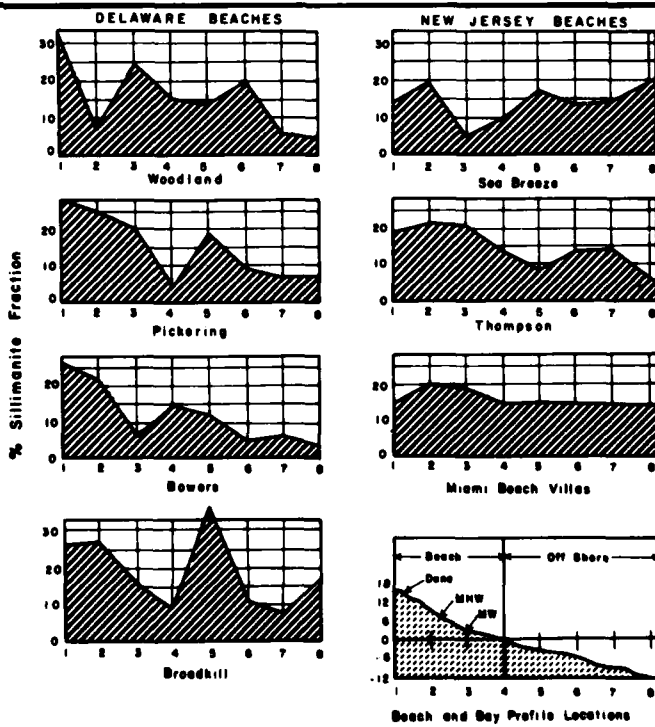 DELAWARE BEACHES
NEW JERSEY BEACHES
% Sillimanite Fraction
30
20
10
0
1 2 3 4 5 6 7 8
Woodland
30
20
10
0
1 2 3 4 5 6 7 8
Sea Breeze
20
10
0
1 2 3 4 5 6 7 8
Pickering
20
10
0
1 2 3 4 5 6 7 8
Thompson
20
10
0
1 2 3 4 5 6 7 8
Bowers
20
10
0
1 2 3 4 5 6 7 8
Miami Beach Villas
30
20
10
0
1 2 3 4 5 6 7 8
Broadkill
Beach
Off Shore
Dune
MHW
MW
18
12
6
0
-6
-12
1 2 3 4 5 6 7 8
Beach and Bay Profile Locations